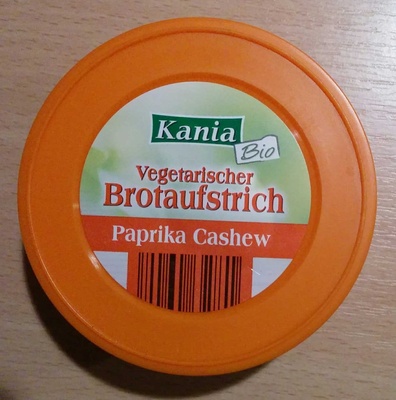 Kania
Bio
Vegetarischer
Brotaufstrich
Paprika Cashew